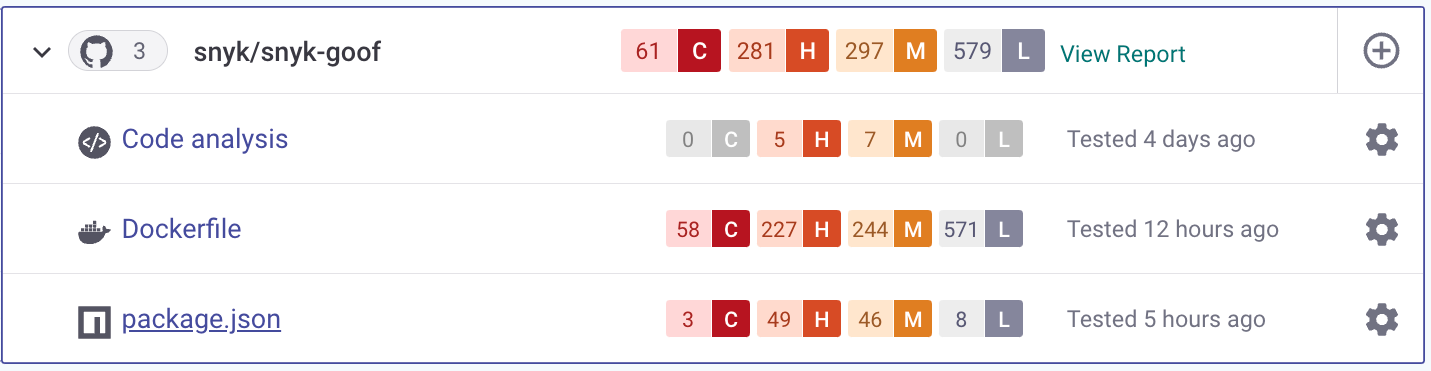 3 snyk/snyk-goof 61 C 281 H 297 M 579 L View Report
Code analysis 0 C 5 H 7 M 0 L Tested 4 days ago
Dockerfile 58 C 227 H 244 M 571 L Tested 12 hours ago
package.json 3 C 49 H 46 M 8 L Tested 5 hours ago